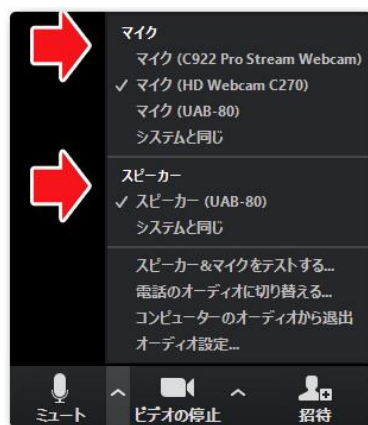 マイク
マイク (C922 Pro Stream Webcam)
✓ マイク (HD Webcam C270)
マイク (UAB-80)
システムと同じ
スピーカー
✓ スピーカー (UAB-80)
システムと同じ
スピーカー&マイクをテストする...
電話のオーディオに切り替える...
コンピューターのオーディオから退出
オーディオ設定...
ミュート ビデオの停止 招待